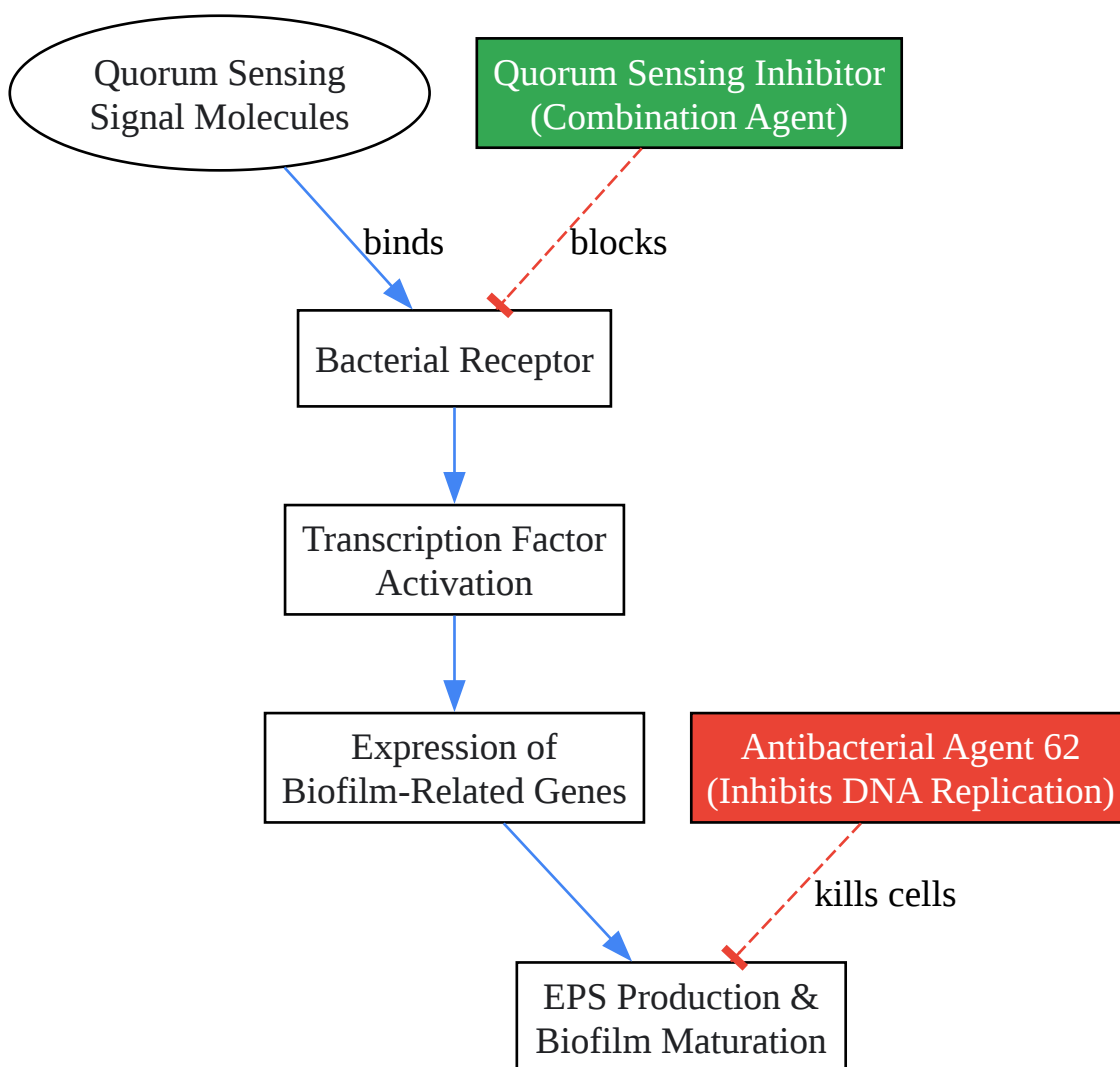 Quorum Sensing
Signal Molecules
Quorum Sensing Inhibitor
(Combination Agent)
binds
blocks
Bacterial Receptor
Transcription Factor
Activation
Expression of
Biofilm-Related Genes
Antibacterial Agent 62
(Inhibits DNA Replication)
kills cells
EPS Production &
Biofilm Maturation